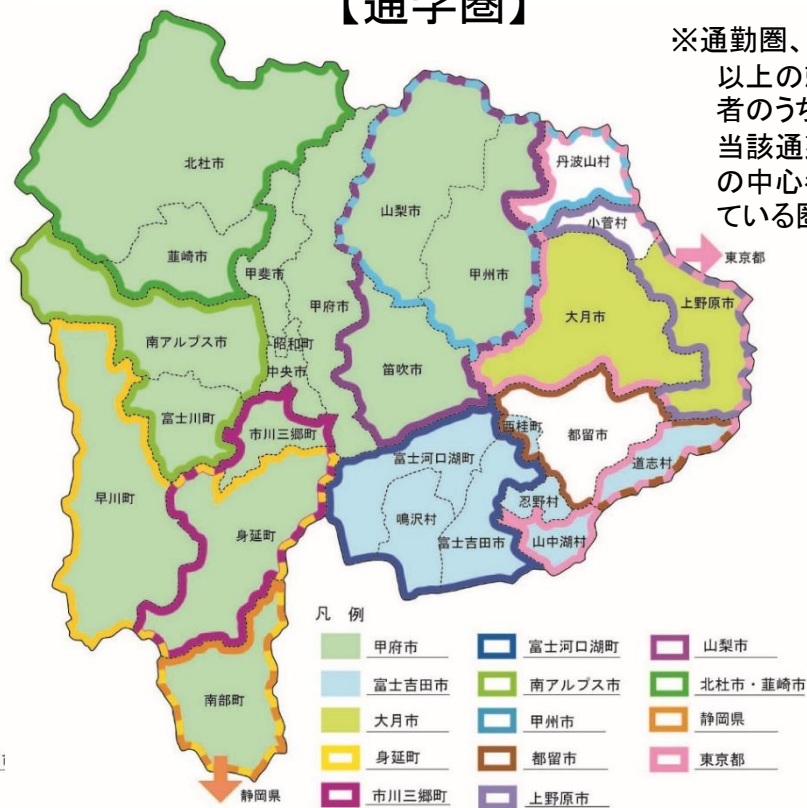 【通学圏】
※通勤圏、
以上の
者のうち
当該通
の中心
ている圏
丹波山村
北杜市
山梨市
小菅村
東京都
韮崎市
甲斐市
甲府市
甲州市
上野原市
大月市
南アルプス市
昭和町
中央市
笛吹市
富士川町
市川三郷町
西桂町
都留市
富士河口湖町
道志村
早川町
鳴沢村
忍野村
身延町
富士吉田市
山中湖村
凡 例
甲府市
富士河口湖町
山梨市
富士吉田市
南アルプス市
北杜市・韮崎市
大月市
甲州市
静岡県
身延町
都留市
東京都
市川三郷町
上野原市
南部町
静岡県